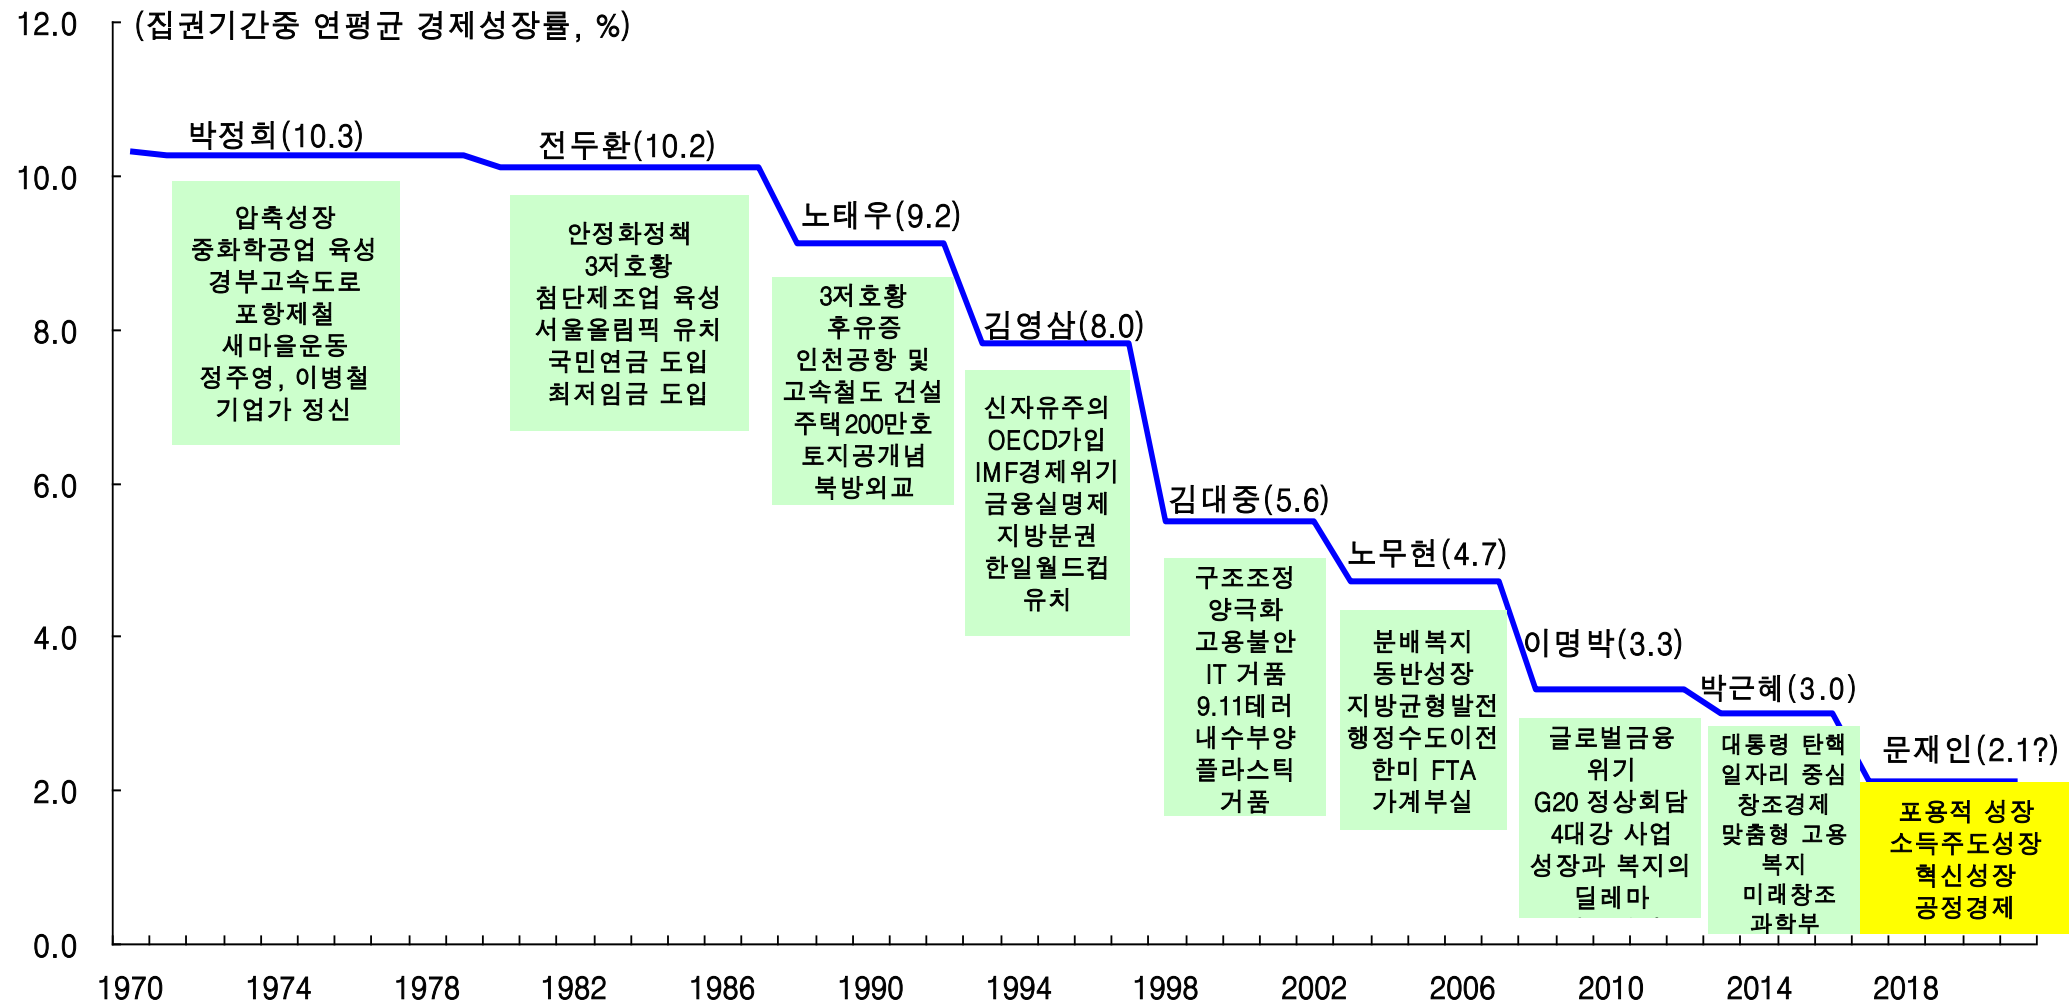 (집권기간중 연평균 경제성장률, %)
12.0
10.0
8.0
6.0
4.0
2.0
0.0
박정희(10.3)
압축성장
중화학공업 육성
경부고속도로
포항제철
새마을운동
정주영, 이병철
기업가 정신
전두환(10.2)
안정화정책
3저호황
첨단제조업 육성
서울올림픽 유치
국민연금 도입
최저임금 도입
노태우(9.2)
3저호황
후유증
인천공항 및
고속철도 건설
주택200만호
토지공개념
북방외교
김영삼(8.0)
신자유주의
OECD가입
IMF경제위기
금융실명제
지방분권
한일월드컵
유치
김대중(5.6)
구조조정
양극화
고용불안
IT 거품
9.11테러
내수부양
플라스틱
거품
노무현(4.7)
분배복지
동반성장
지방균형발전
행정수도이전
한미 FTA
가계부실
이명박(3.3)
글로벌금융
위기
G20 정상회담
4대강 사업
성장과 복지의
딜레마
박근혜(3.0)
대통령 탄핵
일자리 중심
창조경제
맞춤형 고용
복지
미래창조
과학부
문재인(2.1?)
포용적 성장
소득주도성장
혁신성장
공정경제
1970
1974
1978
1982
1986
1990
1994
1998
2002
2006
2010
2014
2018